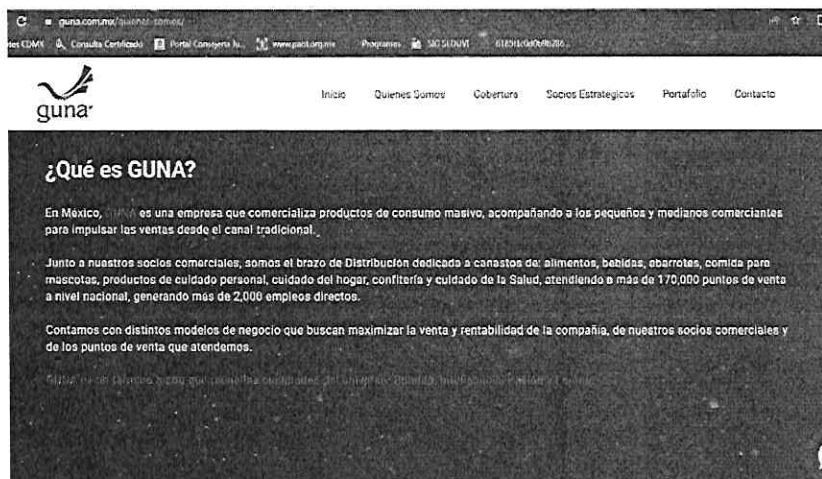 guna.com.mx/quienes-somos/
Consulta Certificado Portal Consejería Ju... www.paot.org.mx Programas SIG SEDUVI
guna
Inicio Quienes Somos Cobertura Socios Estrategicos Portafolio Contacto
¿Qué es GUNA?
En México, GUNA es una empresa que comercializa productos de consumo masivo, acompañando a los pequeños y medianos comerciantes
para impulsar las ventas desde el canal tradicional.
Junto a nuestros socios comerciales, somos el brazo de Distribución dedicada a canastos de: alimentos, bebidas, abarrotes, comida para
mascotas, productos de cuidado personal, cuidado del hogar, confitería y cuidado de la Salud, atendiendo a más de 170,000 puntos de venta
a nivel nacional, generando más de 2,000 empleos directos.
Contamos con distintos modelos de negocio que buscan maximizar la venta y rentabilidad de la compañía, de nuestros socios comerciales y
de los puntos de venta que atendemos.